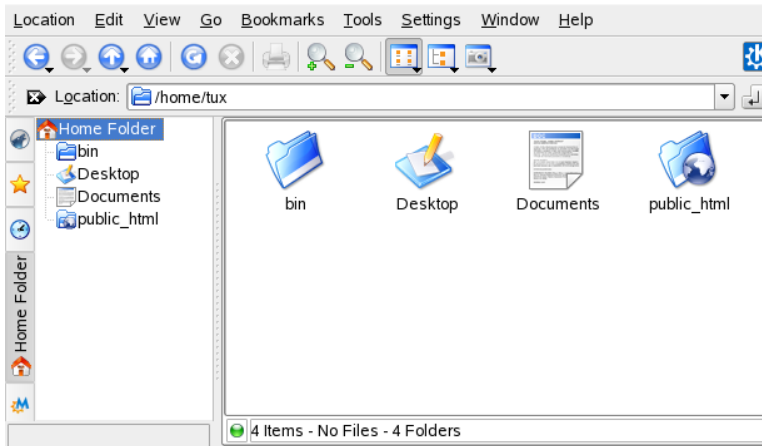 Location Edit View Go Bookmarks Tools Settings Window Help
Location: /home/tux
Home Folder
bin
Desktop
Documents
public_html
Home Folder
bin Desktop Documents public_html
4 Items - No Files - 4 Folders